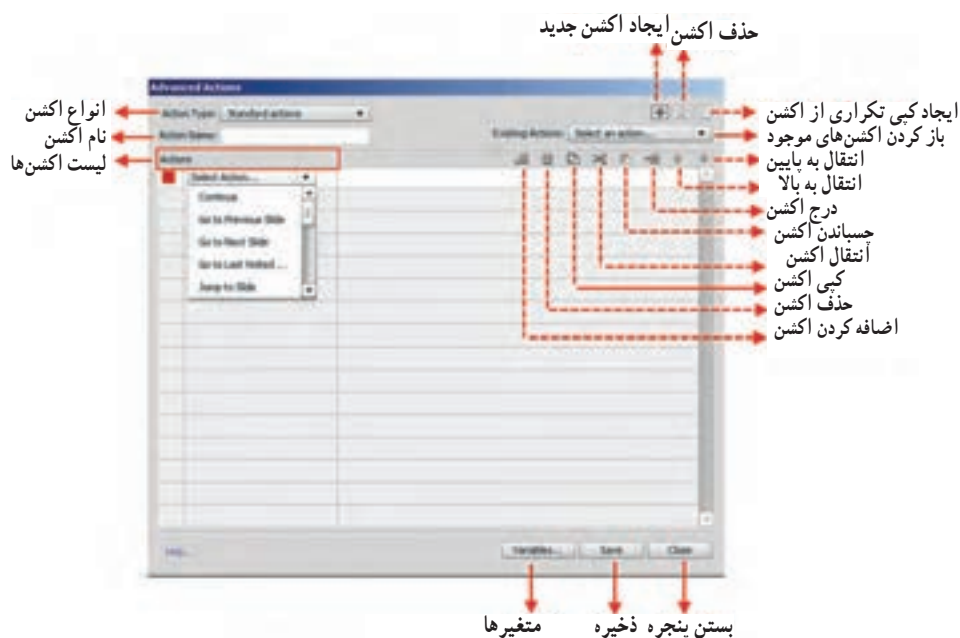 حذف اکشن ایجاد اکشن جدید
Advanced Actions
انواع اکشن
Action Type: Standard actions
ایجاد کپی تکراری از اکشن
نام اکشن
Action Name:
Existing Actions: Select an action...
باز کردن اکشن‌های موجود
لیست اکشن‌ها
Actions
انتقال به پایین
Select Action...
انتقال به بالا
Continue
درج اکشن
Go to Previous Slide
چسباندن اکشن
Go to Next Slide
انتقال اکشن
Go to Last Visited ...
کپی اکشن
Jump to Slide
حذف اکشن
اضافه کردن اکشن
Help...
Variables...
Save
Close
بستن پنجره
ذخیره
متغیرها